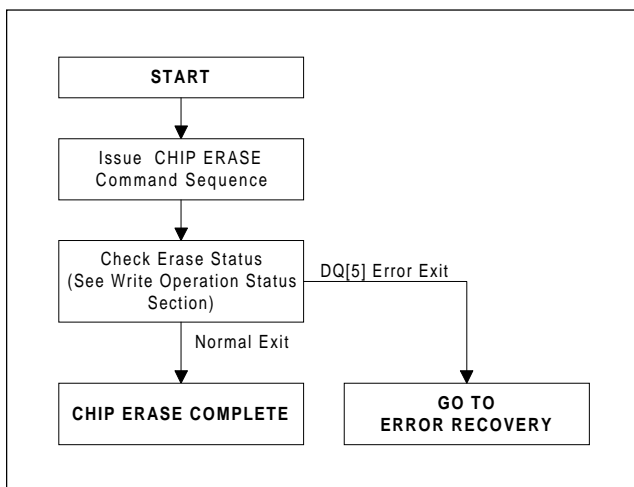 START
Issue CHIP ERASE
Command Sequence
Check Erase Status
(See Write Operation Status
Section)
DQ[5] Error Exit
Normal Exit
CHIP ERASE COMPLETE
GO TO
ERROR RECOVERY